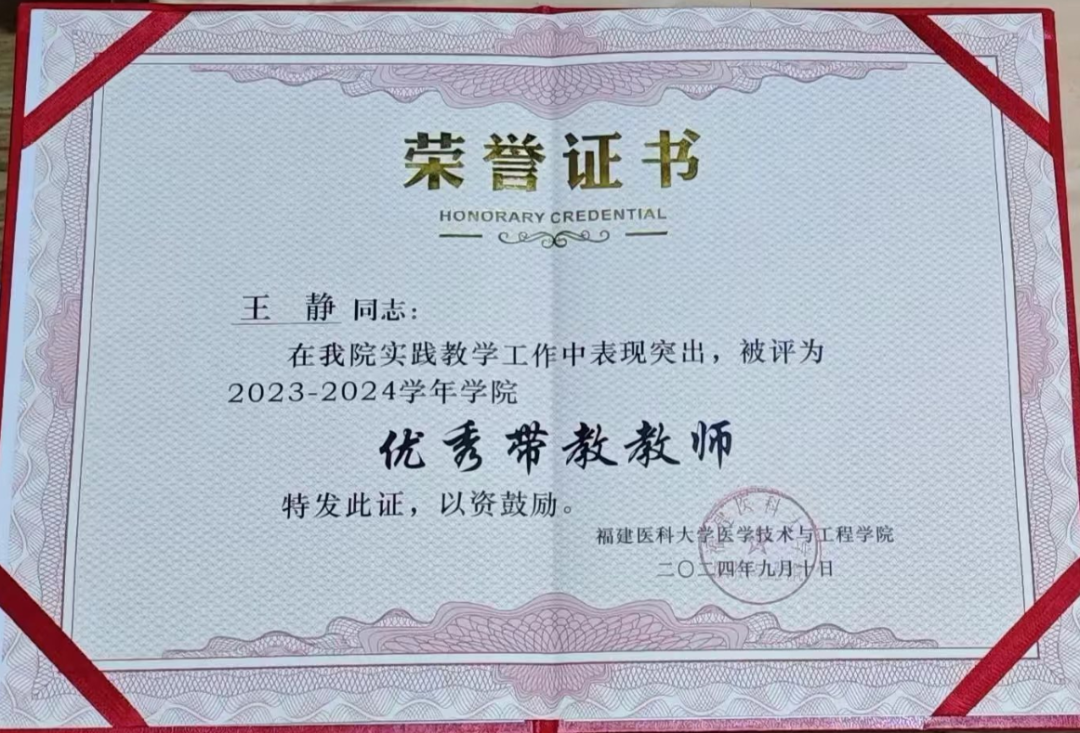 荣誉证书
HONORARY CREDENTIAL
王 静 同志：
在我院实践教学工作中表现突出，被评为
2023-2024学年学院
优秀带教教师
特发此证，以资鼓励。
福建医科大学医学技术与工程学院
二〇二四年九月十日